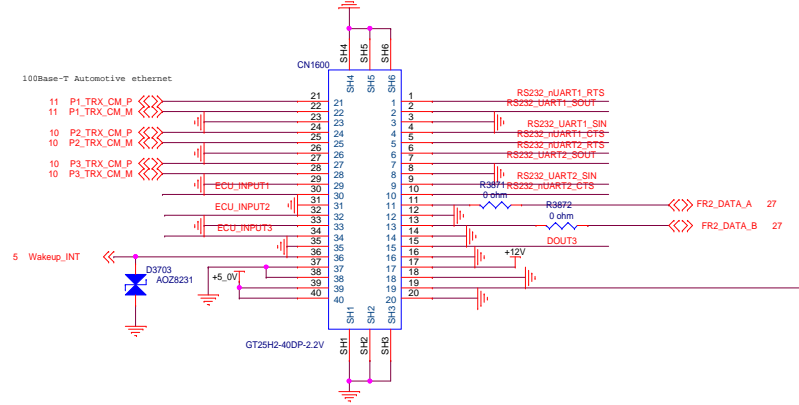 SH4 SH5 SH6
CN1600
SH4 SH5 SH6
100Base-T Automotive ethernet
11 P1_TRX_CM_P 21 21 1 1 RS232_nUART1_RTS
11 P1_TRX_CM_M 22 22 2 2 RS232_UART1_SOUT
23 23 3 3
10 P2_TRX_CM_P 24 24 4 4 RS232_UART1_SIN
10 P2_TRX_CM_M 25 25 5 5 RS232_nUART1_CTS
26 26 6 6 RS232_nUART2_RTS
10 P3_TRX_CM_P 27 27 7 7 RS232_UART2_SOUT
10 P3_TRX_CM_M 28 28 8 8
29 29 9 9 RS232_UART2_SIN
ECU_INPUT1 30 30 10 10 RS232_nUART2_CTS
31 31 11 11 R3871 0 ohm FR2_DATA_A 27
ECU_INPUT2 32 32 12 12
33 33 13 13 R3872 0 ohm FR2_DATA_B 27
ECU_INPUT3 34 34 14 14
35 35 15 15 DOUT3
5 Wakeup_INT 36 36 16 16
37 37 17 17 +12V
D3703
AOZ8231
+5_0V
38 38 18 18
39 39 19 19
40 40 20 20
SH1 SH2 SH3
GT25H2-40DP-2.2V
SH1 SH2 SH3